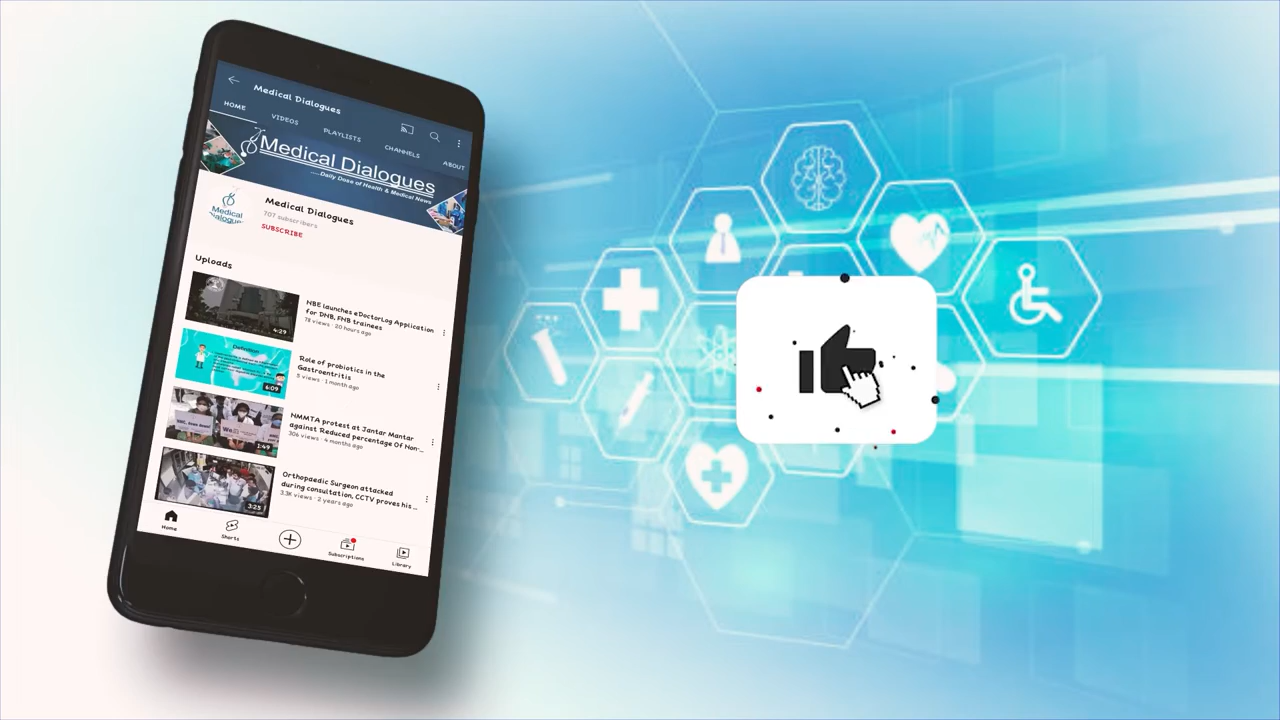 Medical Dialogues
HOME
VIDEOS
PLAYLISTS
CHANNELS
ABOUT
Medical Dialogues
....Daily Dose of Health & Medical News
Medical
Dialogues
Medical Dialogues
707 subscribers
SUBSCRIBE
Uploads
4:29
NBE launches eDoctorLog Application
for DNB, FNB trainees
78 views · 20 hours ago
Definition
6:09
Role of probiotics in the
Gastroentritis
5 views · 1 month ago
1:49
NMMTA protest at Jantar Mantar
against Reduced percentage Of Non-...
306 views · 4 months ago
3:25
Orthopaedic Surgeon attacked
during consultation, CCTV proves his ...
3.3K views · 2 years ago
Home
Shorts
Subscriptions
Library